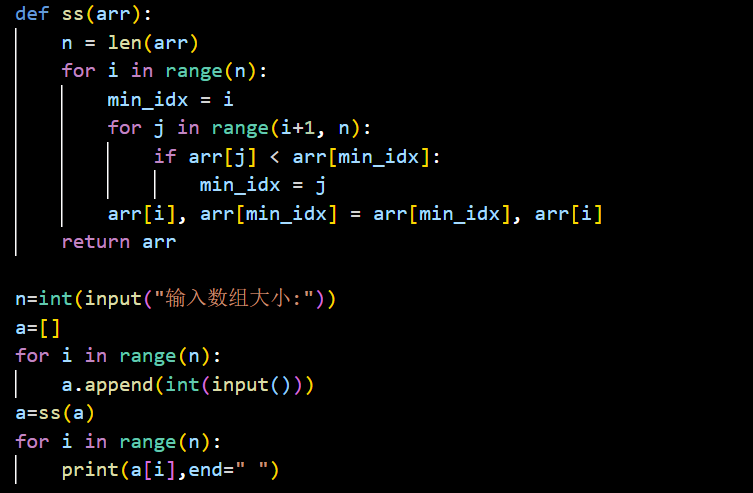 def ss(arr):
    n = len(arr)
    for i in range(n):
        min_idx = i
        for j in range(i+1, n):
            if arr[j] < arr[min_idx]:
                min_idx = j
        arr[i], arr[min_idx] = arr[min_idx], arr[i]
    return arr

n=int(input("输入数组大小:"))
a=[]
for i in range(n):
    a.append(int(input()))
a=ss(a)
for i in range(n):
    print(a[i],end=" ")